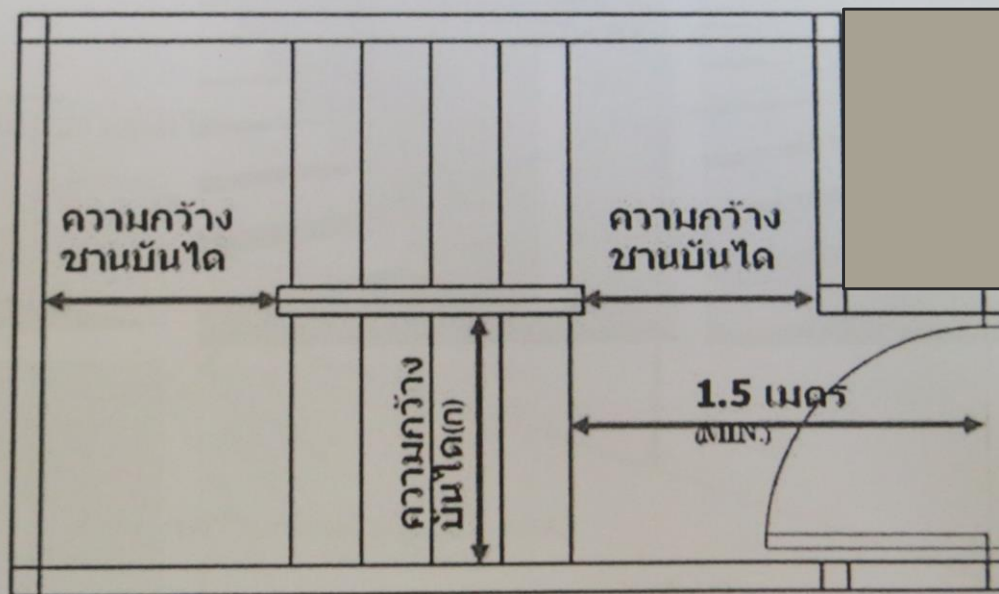 ความกว้าง
ชานบันได
ความกว้าง
ชานบันได
ความกว้าง
บันได(ก)
1.5 เมตร
(MIN.)